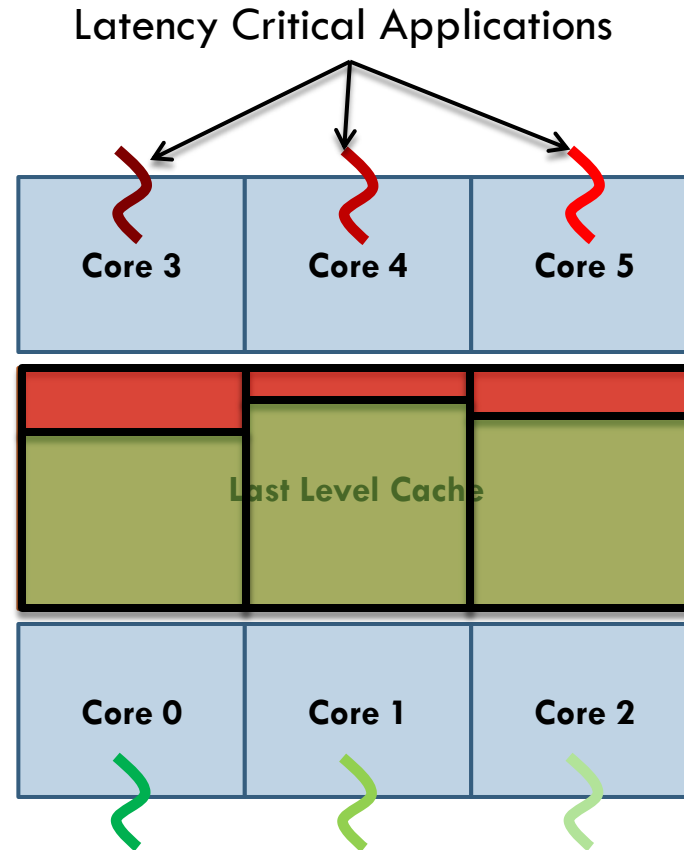 Latency Critical Applications
Core 3
Core 4
Core 5
Last Level Cache
Core 0
Core 1
Core 2